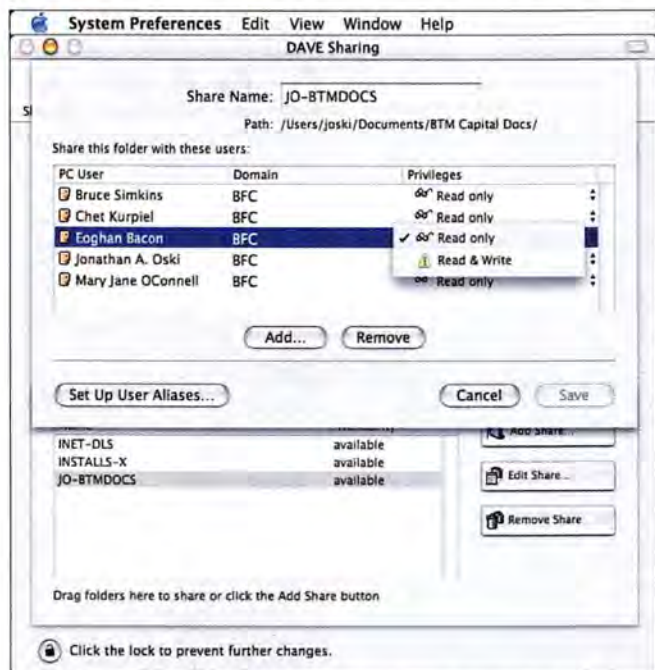 System Preferences Edit View Window Help
DAVE Sharing
Share Name: JO-BTMDOCS
Path: /Users/joski/Documents/BTM Capital Docs/
Share this folder with these users:
PC User Domain Privileges
Bruce Simkins BFC Read only
Chet Kurpiel BFC Read only
Eoghan Bacon BFC ✓ Read only
Read & Write
Jonathan A. Oski BFC
Mary Jane OConnell BFC Read only
Add... Remove
Set Up User Aliases... Cancel Save
Add Share...
INET-DLS available
INSTALLS-X available
JO-BTMDOCS available
Edit Share...
Remove Share
Drag folders here to share or click the Add Share button
Click the lock to prevent further changes.